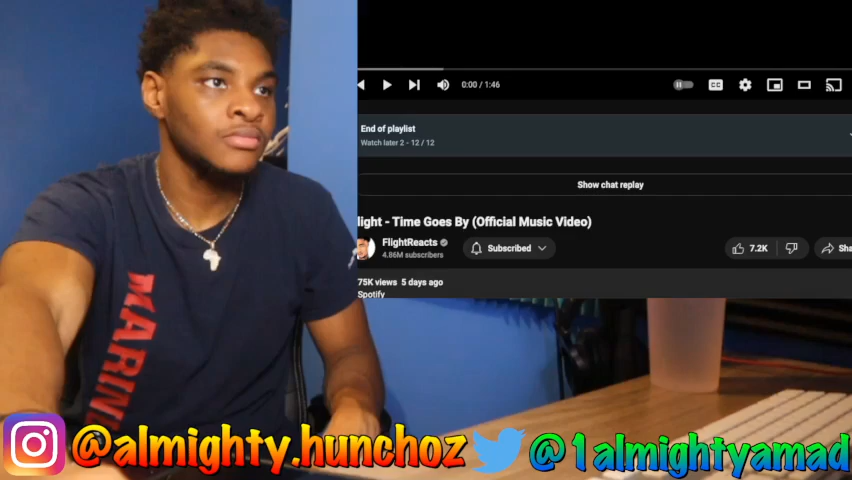 0:00 / 1:46
CC
End of playlist
Watch later 2 - 12 / 12
Show chat replay
light - Time Goes By (Official Music Video)
FlightReacts
4.86M subscribers
Subscribed
7.2K
Sha
75K views 5 days ago
Spotify
MARIN
@almighty.hunchoz
@1almightyamad